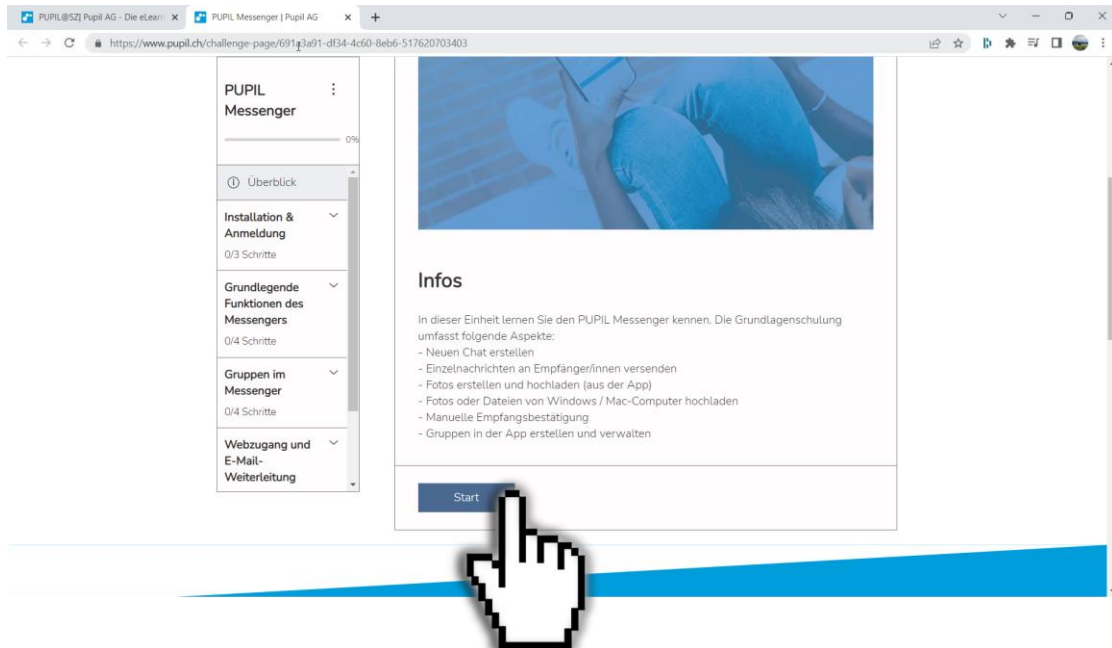 PUPIL@SZ| Pupil AG - Die eLearn
PUPIL Messenger | Pupil AG
https://www.pupil.ch/challenge-page/691a3a91-df34-4c60-8eb6-517620703403
PUPIL
Messenger
0%
Überblick
Installation &
Anmeldung
0/3 Schritte
Grundlegende
Funktionen des
Messengers
0/4 Schritte
Gruppen im
Messenger
0/4 Schritte
Webzugang und
E-Mail-
Weiterleitung
Infos
In dieser Einheit lernen Sie den PUPIL Messenger kennen. Die Grundlagenschulung
umfasst folgende Aspekte:
- Neuen Chat erstellen
- Einzelnachrichten an Empfänger/innen versenden
- Fotos erstellen und hochladen (aus der App)
- Fotos oder Dateien von Windows / Mac-Computer hochladen
- Manuelle Empfangsbestätigung
- Gruppen in der App erstellen und verwalten
Start